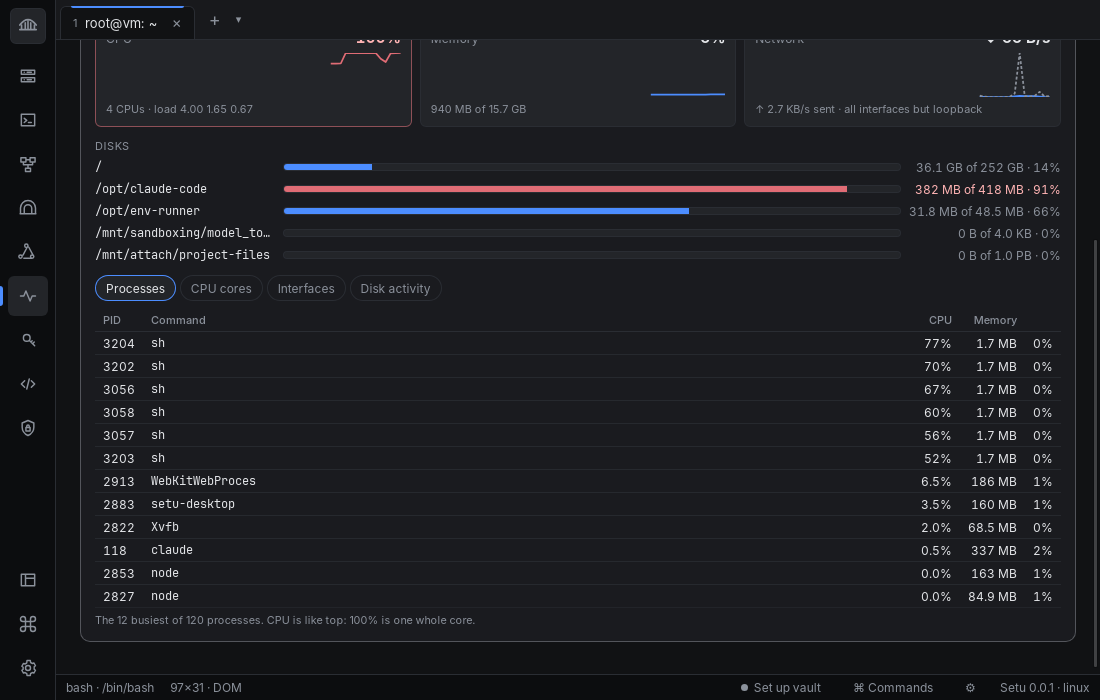 1 root@vm: ~ × + ▾
CPU 100%
Memory 6%
Network
4 CPUs · load 4.00 1.65 0.67
940 MB of 15.7 GB
↑ 2.7 KB/s sent · all interfaces but loopback
DISKS
/ 36.1 GB of 252 GB · 14%
/opt/claude-code 382 MB of 418 MB · 91%
/opt/env-runner 31.8 MB of 48.5 MB · 66%
/mnt/sandboxing/model_to… 0 B of 4.0 KB · 0%
/mnt/attach/project-files 0 B of 1.0 PB · 0%
Processes CPU cores Interfaces Disk activity
PID Command CPU Memory
3204 sh 77% 1.7 MB 0%
3202 sh 70% 1.7 MB 0%
3056 sh 67% 1.7 MB 0%
3058 sh 60% 1.7 MB 0%
3057 sh 56% 1.7 MB 0%
3203 sh 52% 1.7 MB 0%
2913 WebKitWebProces 6.5% 186 MB 1%
2883 setu-desktop 3.5% 160 MB 1%
2822 Xvfb 2.0% 68.5 MB 0%
118 claude 0.5% 337 MB 2%
2853 node 0.0% 163 MB 1%
2827 node 0.0% 84.9 MB 1%
The 12 busiest of 120 processes. CPU is like top: 100% is one whole core.
bash · /bin/bash 97×31 · DOM ● Set up vault ⌘ Commands ⚙ Setu 0.0.1 · linux